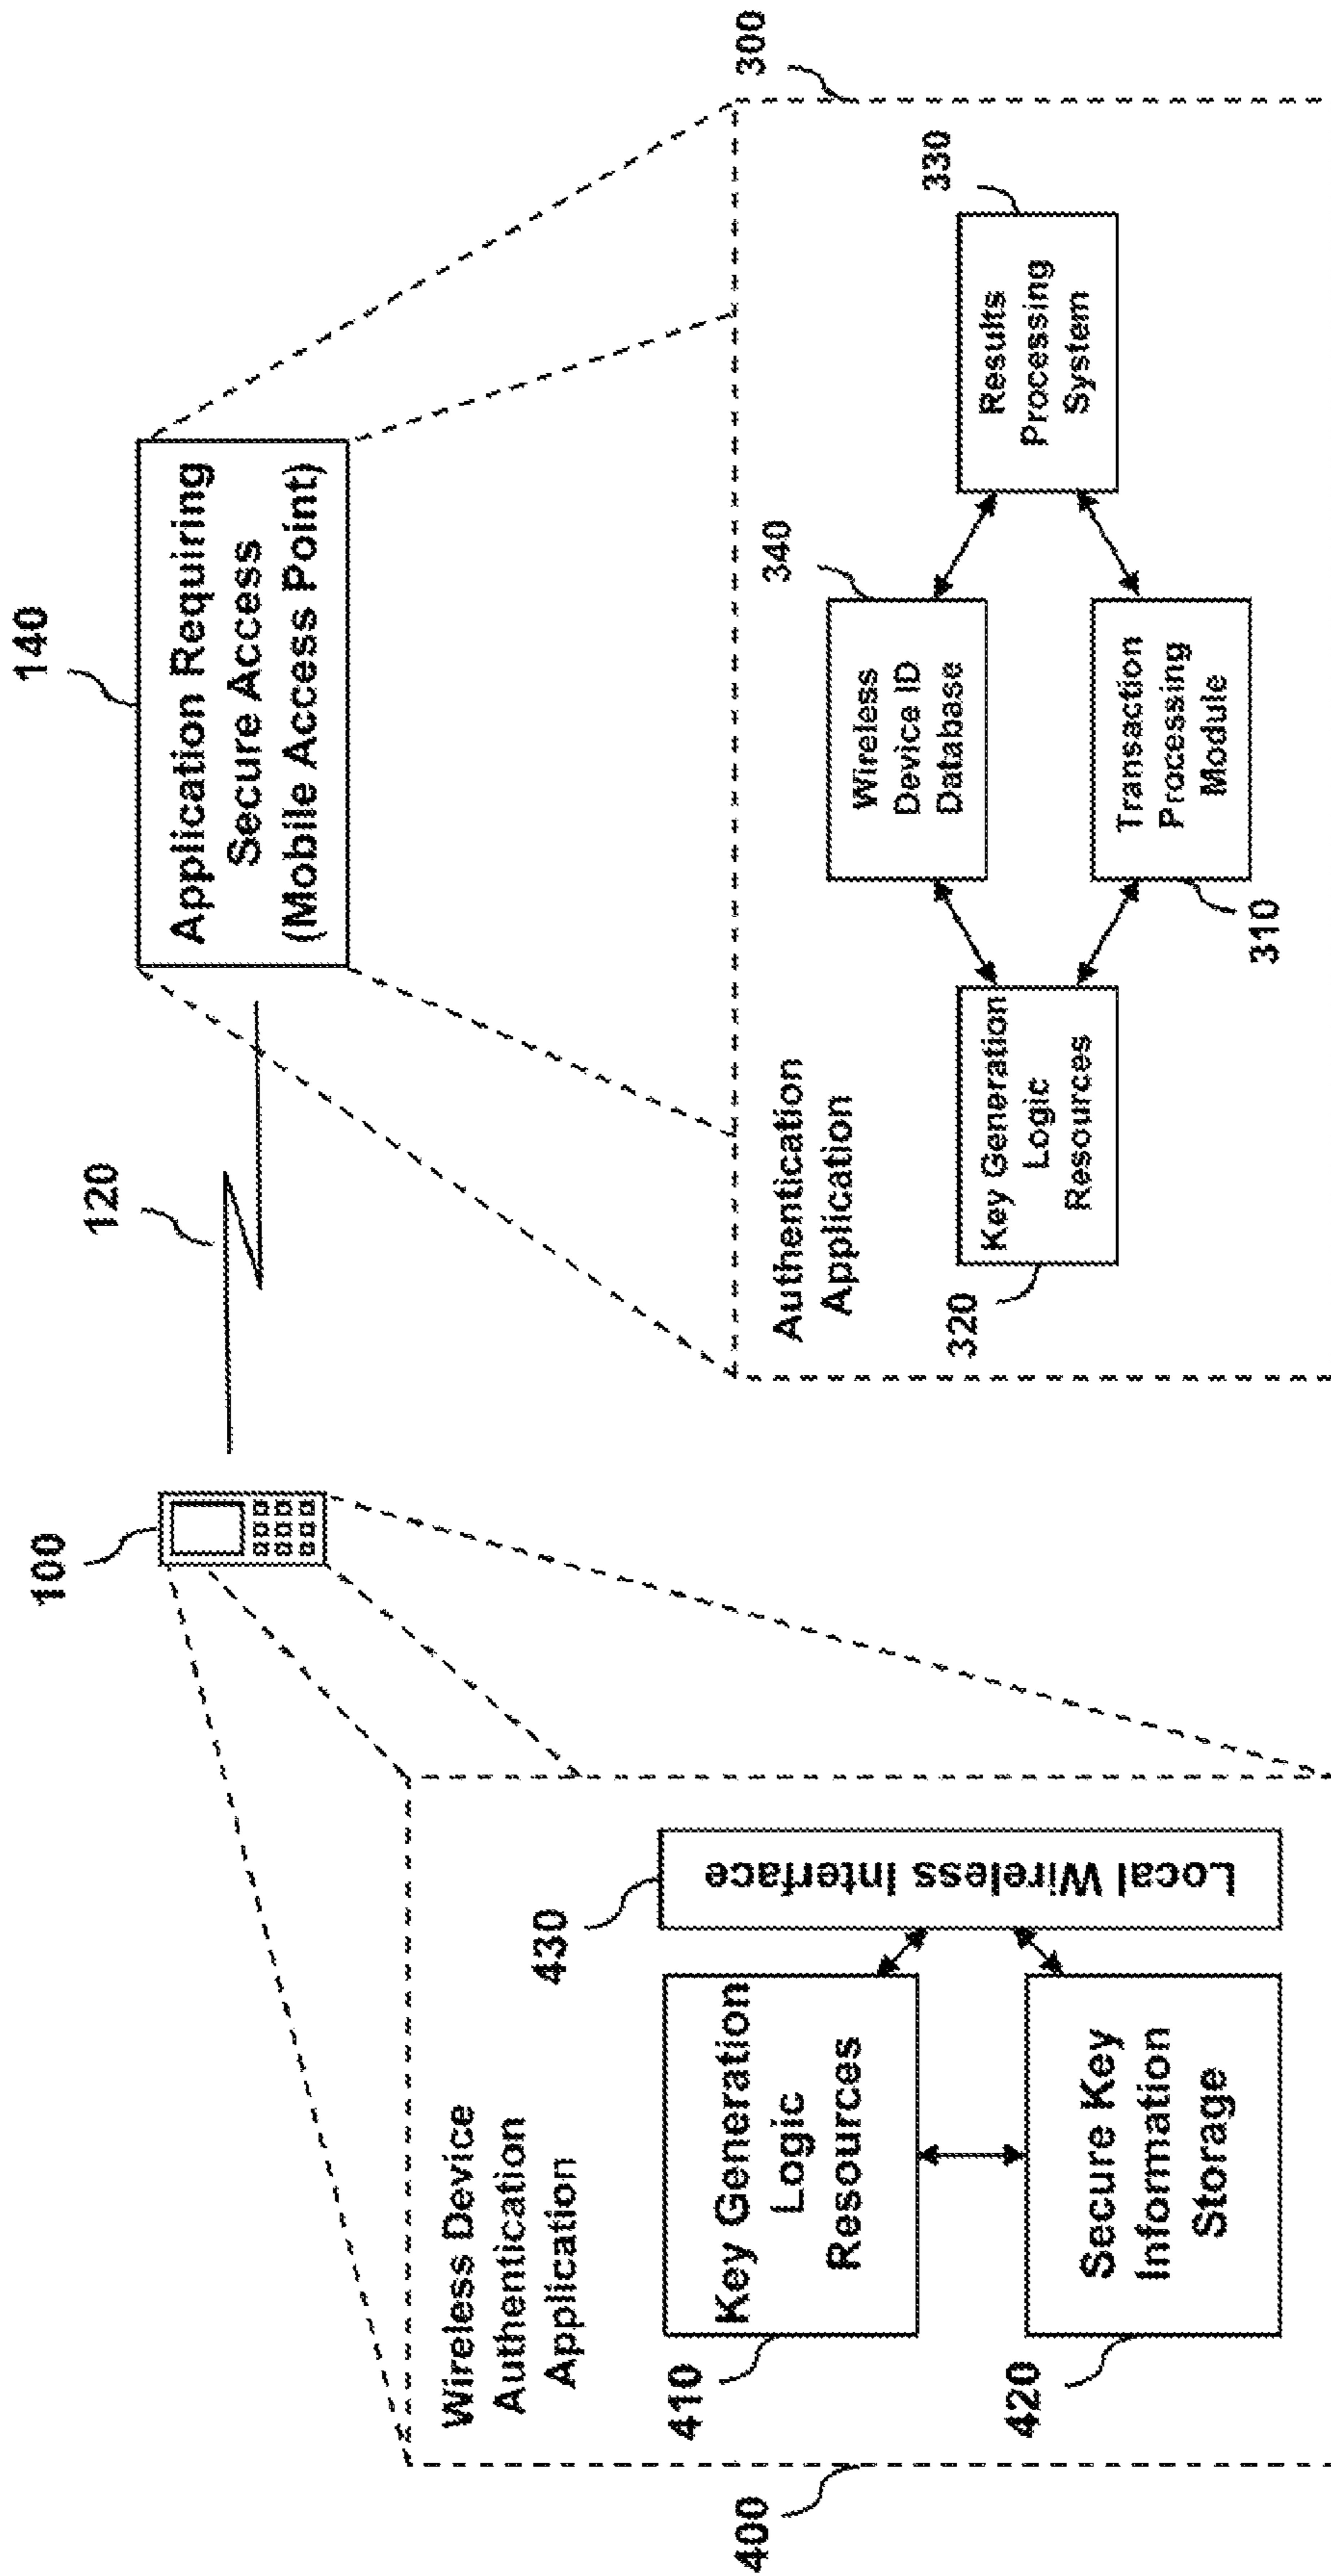 100
120
140
Application Requiring
Secure Access
(Mobile Access Point)
400
Wireless Device
Authentication
Application
430
Local Wireless Interface
410
Key Generation
Logic
Resources
420
Secure Key
Information
Storage
300
Authentication
Application
340
Wireless
Device ID
Database
330
Results
Processing
System
320
Key Generation
Logic
Resources
310
Transaction
Processing
Module